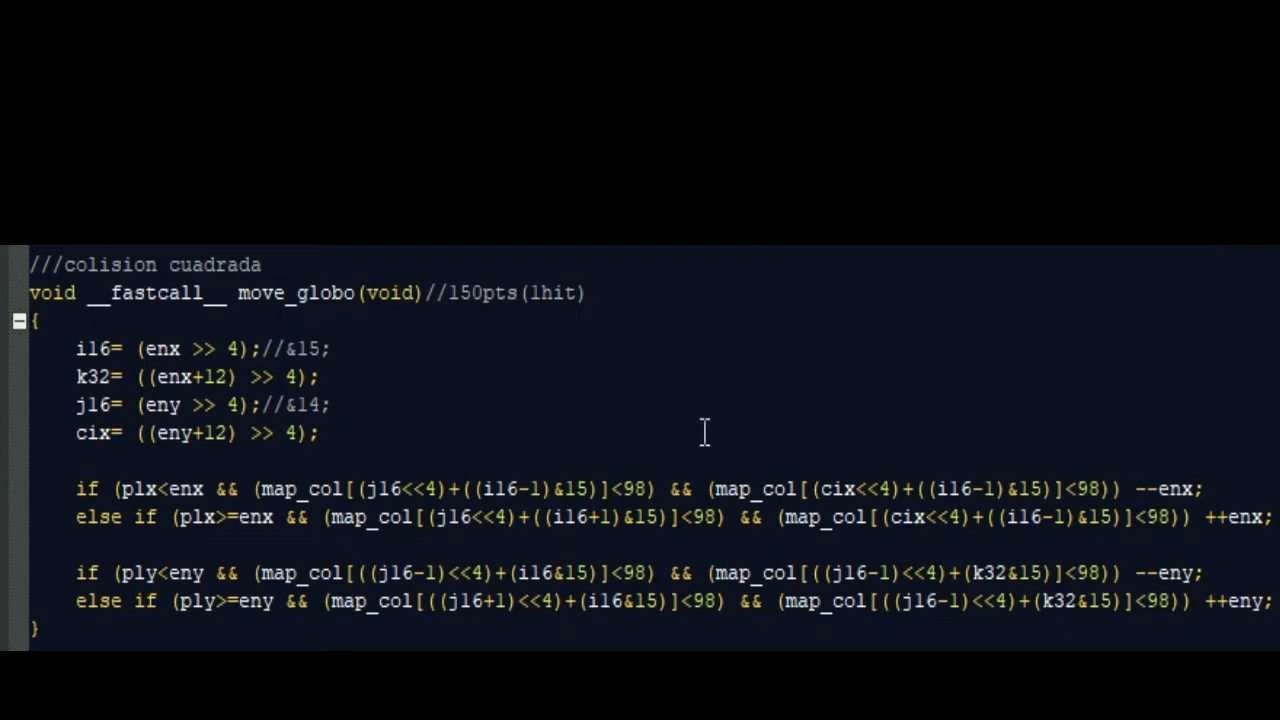 ///colision cuadrada
void __fastcall__ move_globo(void)//150pts(1hit)
{
i16= (enx >> 4);//&15;
k32= ((enx+12) >> 4);
j16= (eny >> 4);//&14;
cix= ((eny+12) >> 4);
if (plx<enx && (map_col[(j16<<4)+((i16-1)&15)]<98) && (map_col[(cix<<4)+((i16-1)&15)]<98)) --enx;
else if (plx>=enx && (map_col[(j16<<4)+((i16+1)&15)]<98) && (map_col[(cix<<4)+((i16-1)&15)]<98)) ++enx;
if (ply<eny && (map_col[((j16-1)<<4)+(i16&15)]<98) && (map_col[((j16-1)<<4)+(k32&15)]<98)) --eny;
else if (ply>=eny && (map_col[((j16+1)<<4)+(i16&15)]<98) && (map_col[((j16-1)<<4)+(k32&15)]<98)) ++eny;
}